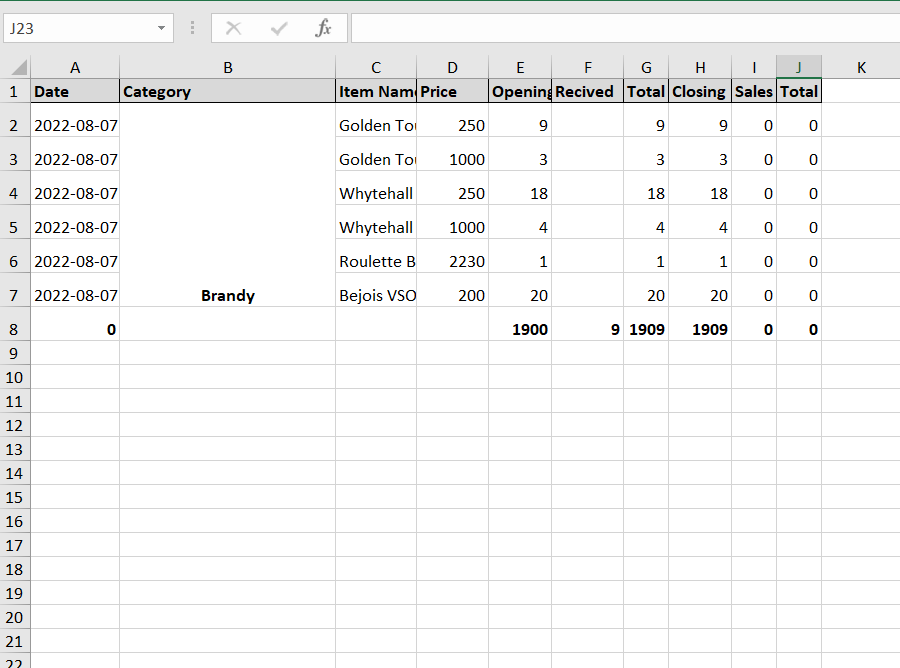 J23 fx
A B C D E F G H I J K
1 Date Category Item Nam Price Opening Recived Total Closing Sales Total
2 2022-08-07 Golden To 250 9 9 9 0 0
3 2022-08-07 Golden To 1000 3 3 3 0 0
4 2022-08-07 Whytehall 250 18 18 18 0 0
5 2022-08-07 Whytehall 1000 4 4 4 0 0
6 2022-08-07 Roulette B 2230 1 1 1 0 0
7 2022-08-07 Brandy Bejois VSO 200 20 20 20 0 0
8 0 1900 9 1909 1909 0 0
9
10
11
12
13
14
15
16
17
18
19
20
21
22